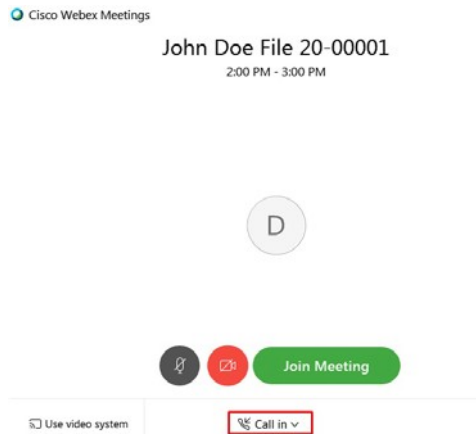 Cisco Webex Meetings
John Doe File 20-00001
2:00 PM - 3:00 PM
D
Join Meeting
Use video system
Call in